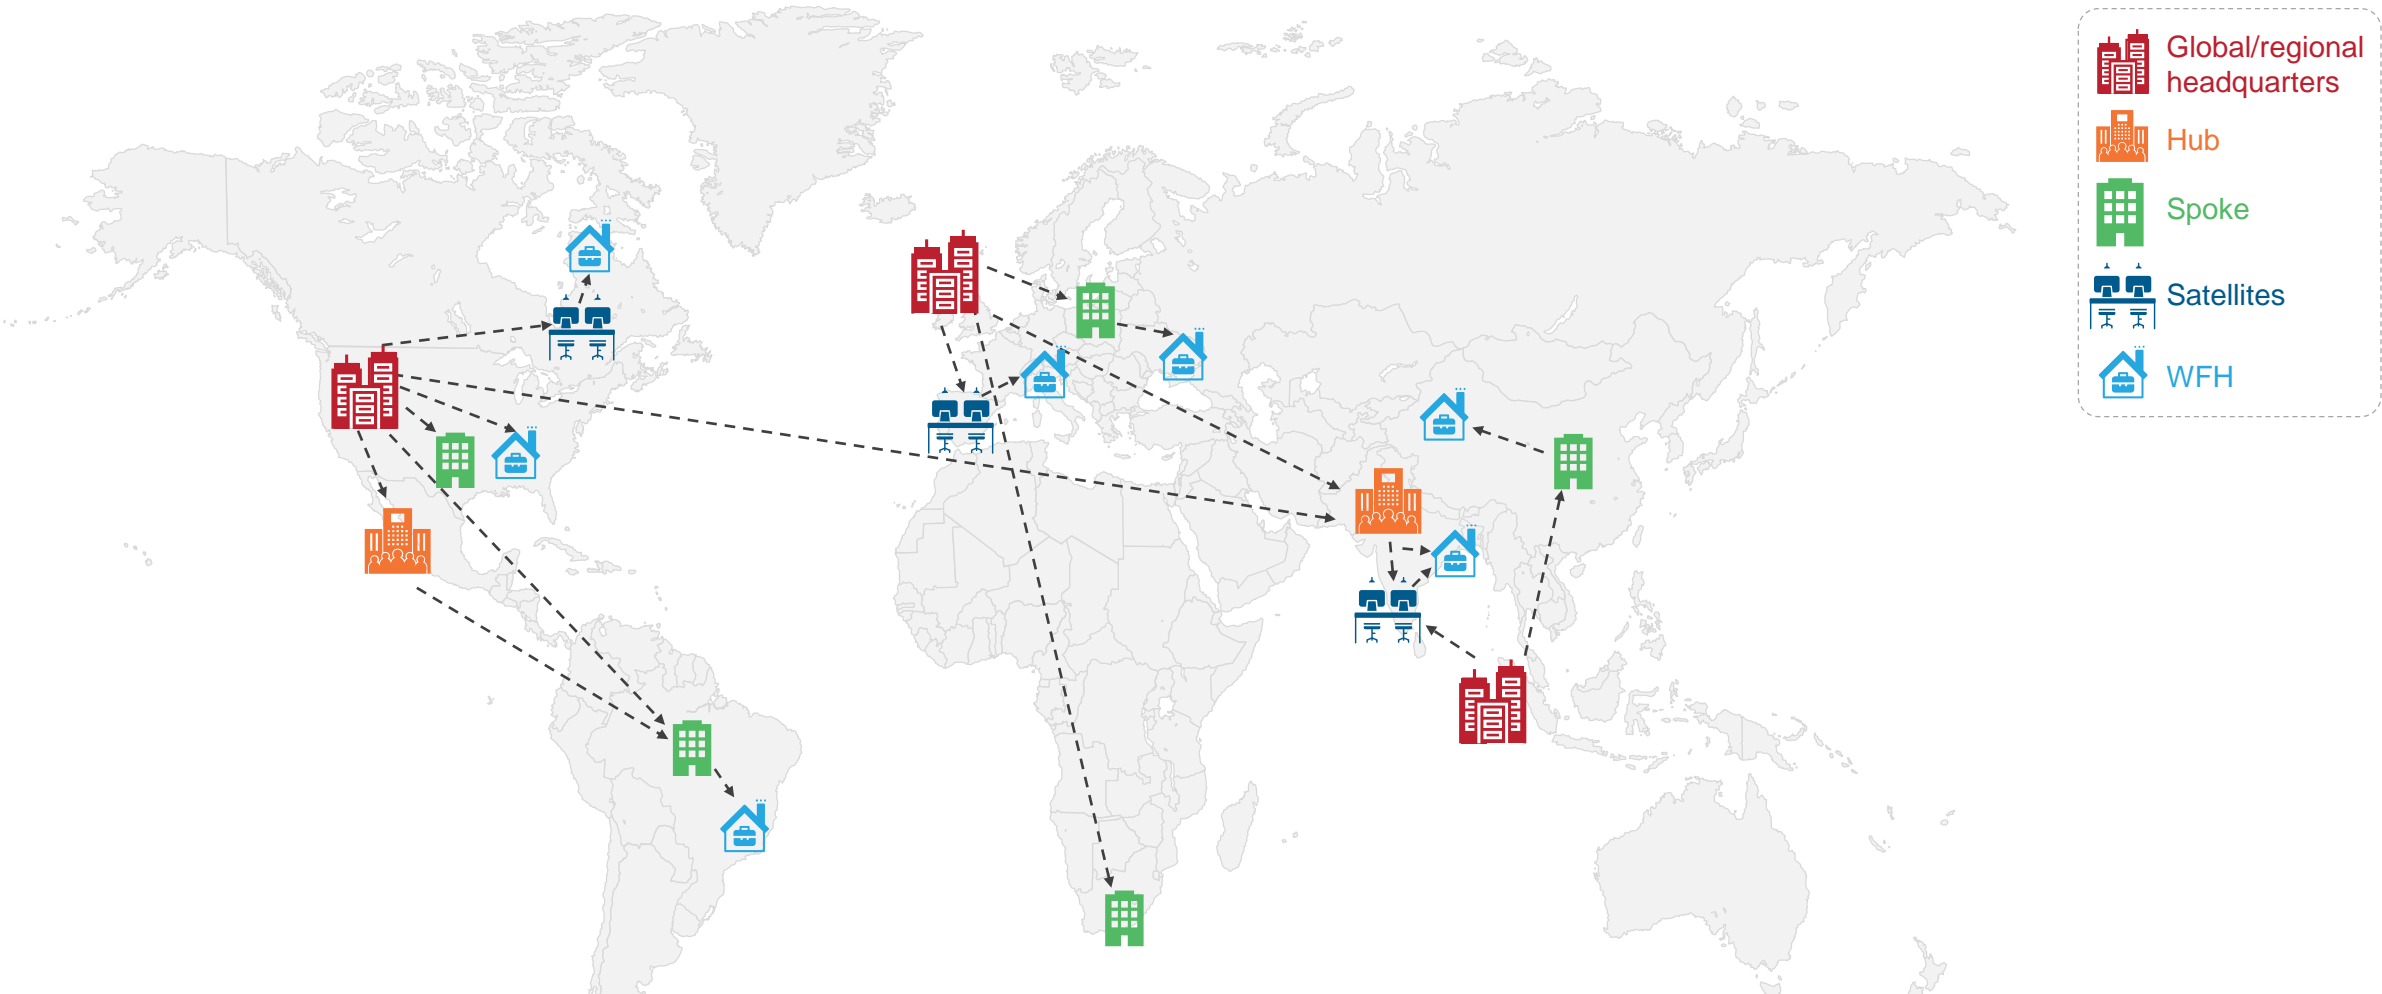 Global/regional
headquarters
Hub
Spoke
Satellites
WFH